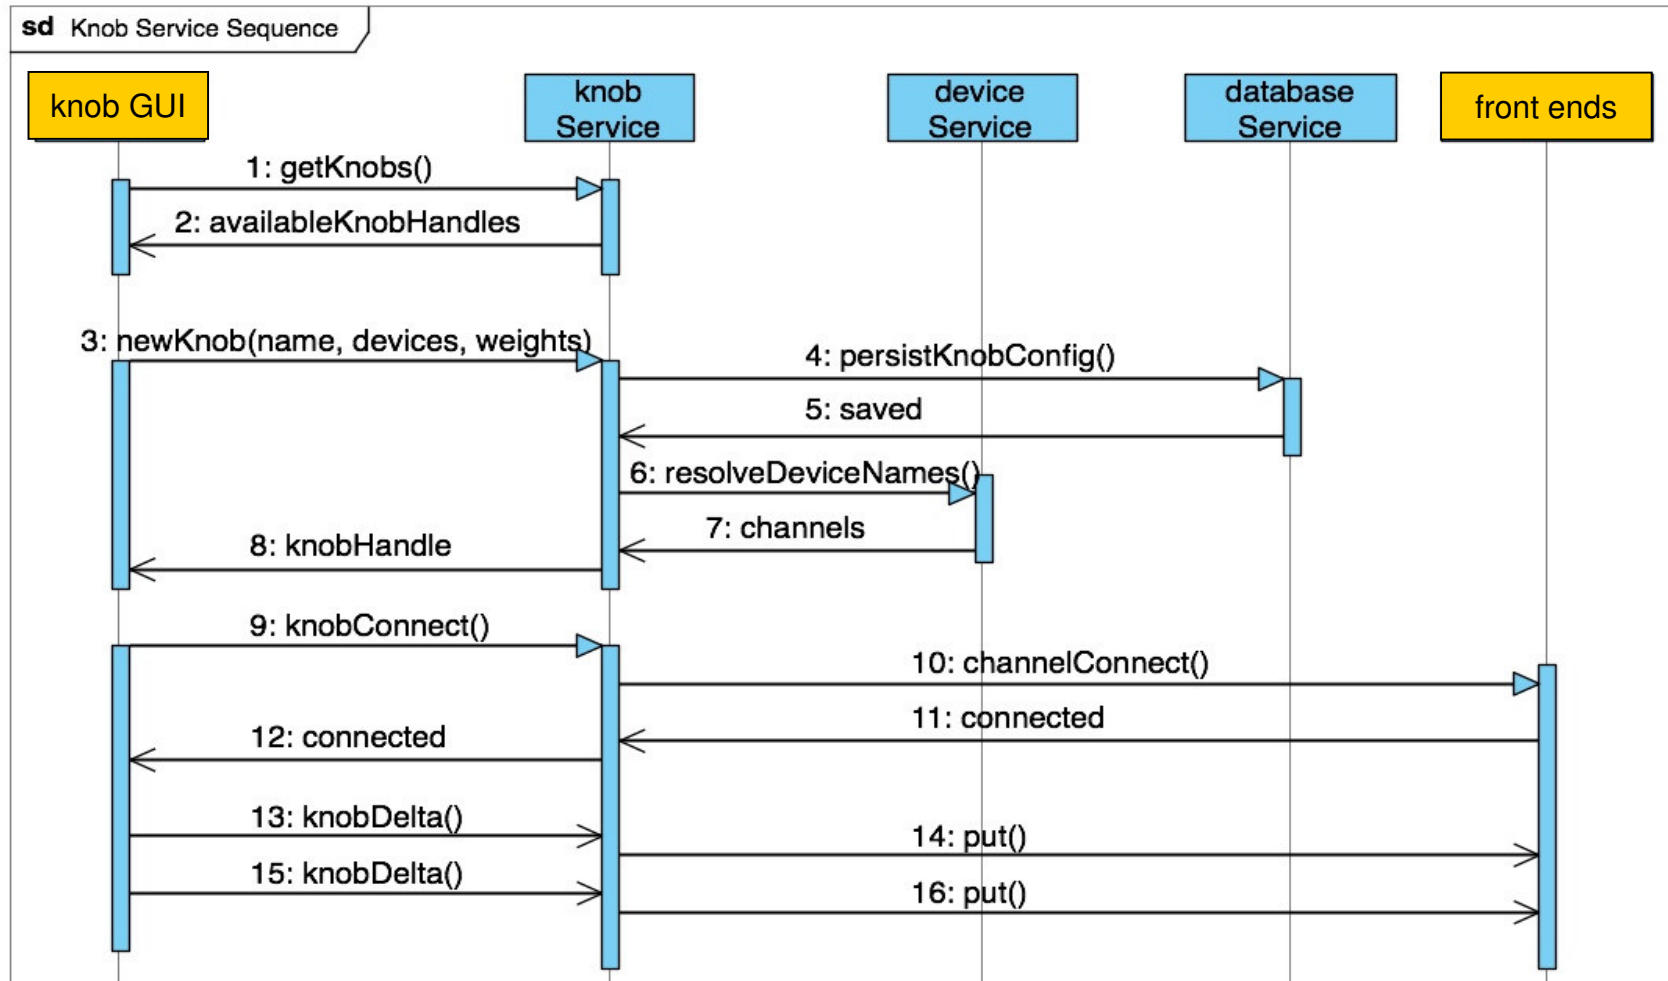 sd Knob Service Sequence
knob GUI
knob
Service
device
Service
database
Service
front ends
1: getKnobs()
2: availableKnobHandles
3: newKnob(name, devices, weights)
4: persistKnobConfig()
5: saved
6: resolveDeviceNames()
7: channels
8: knobHandle
9: knobConnect()
10: channelConnect()
11: connected
12: connected
13: knobDelta()
14: put()
15: knobDelta()
16: put()